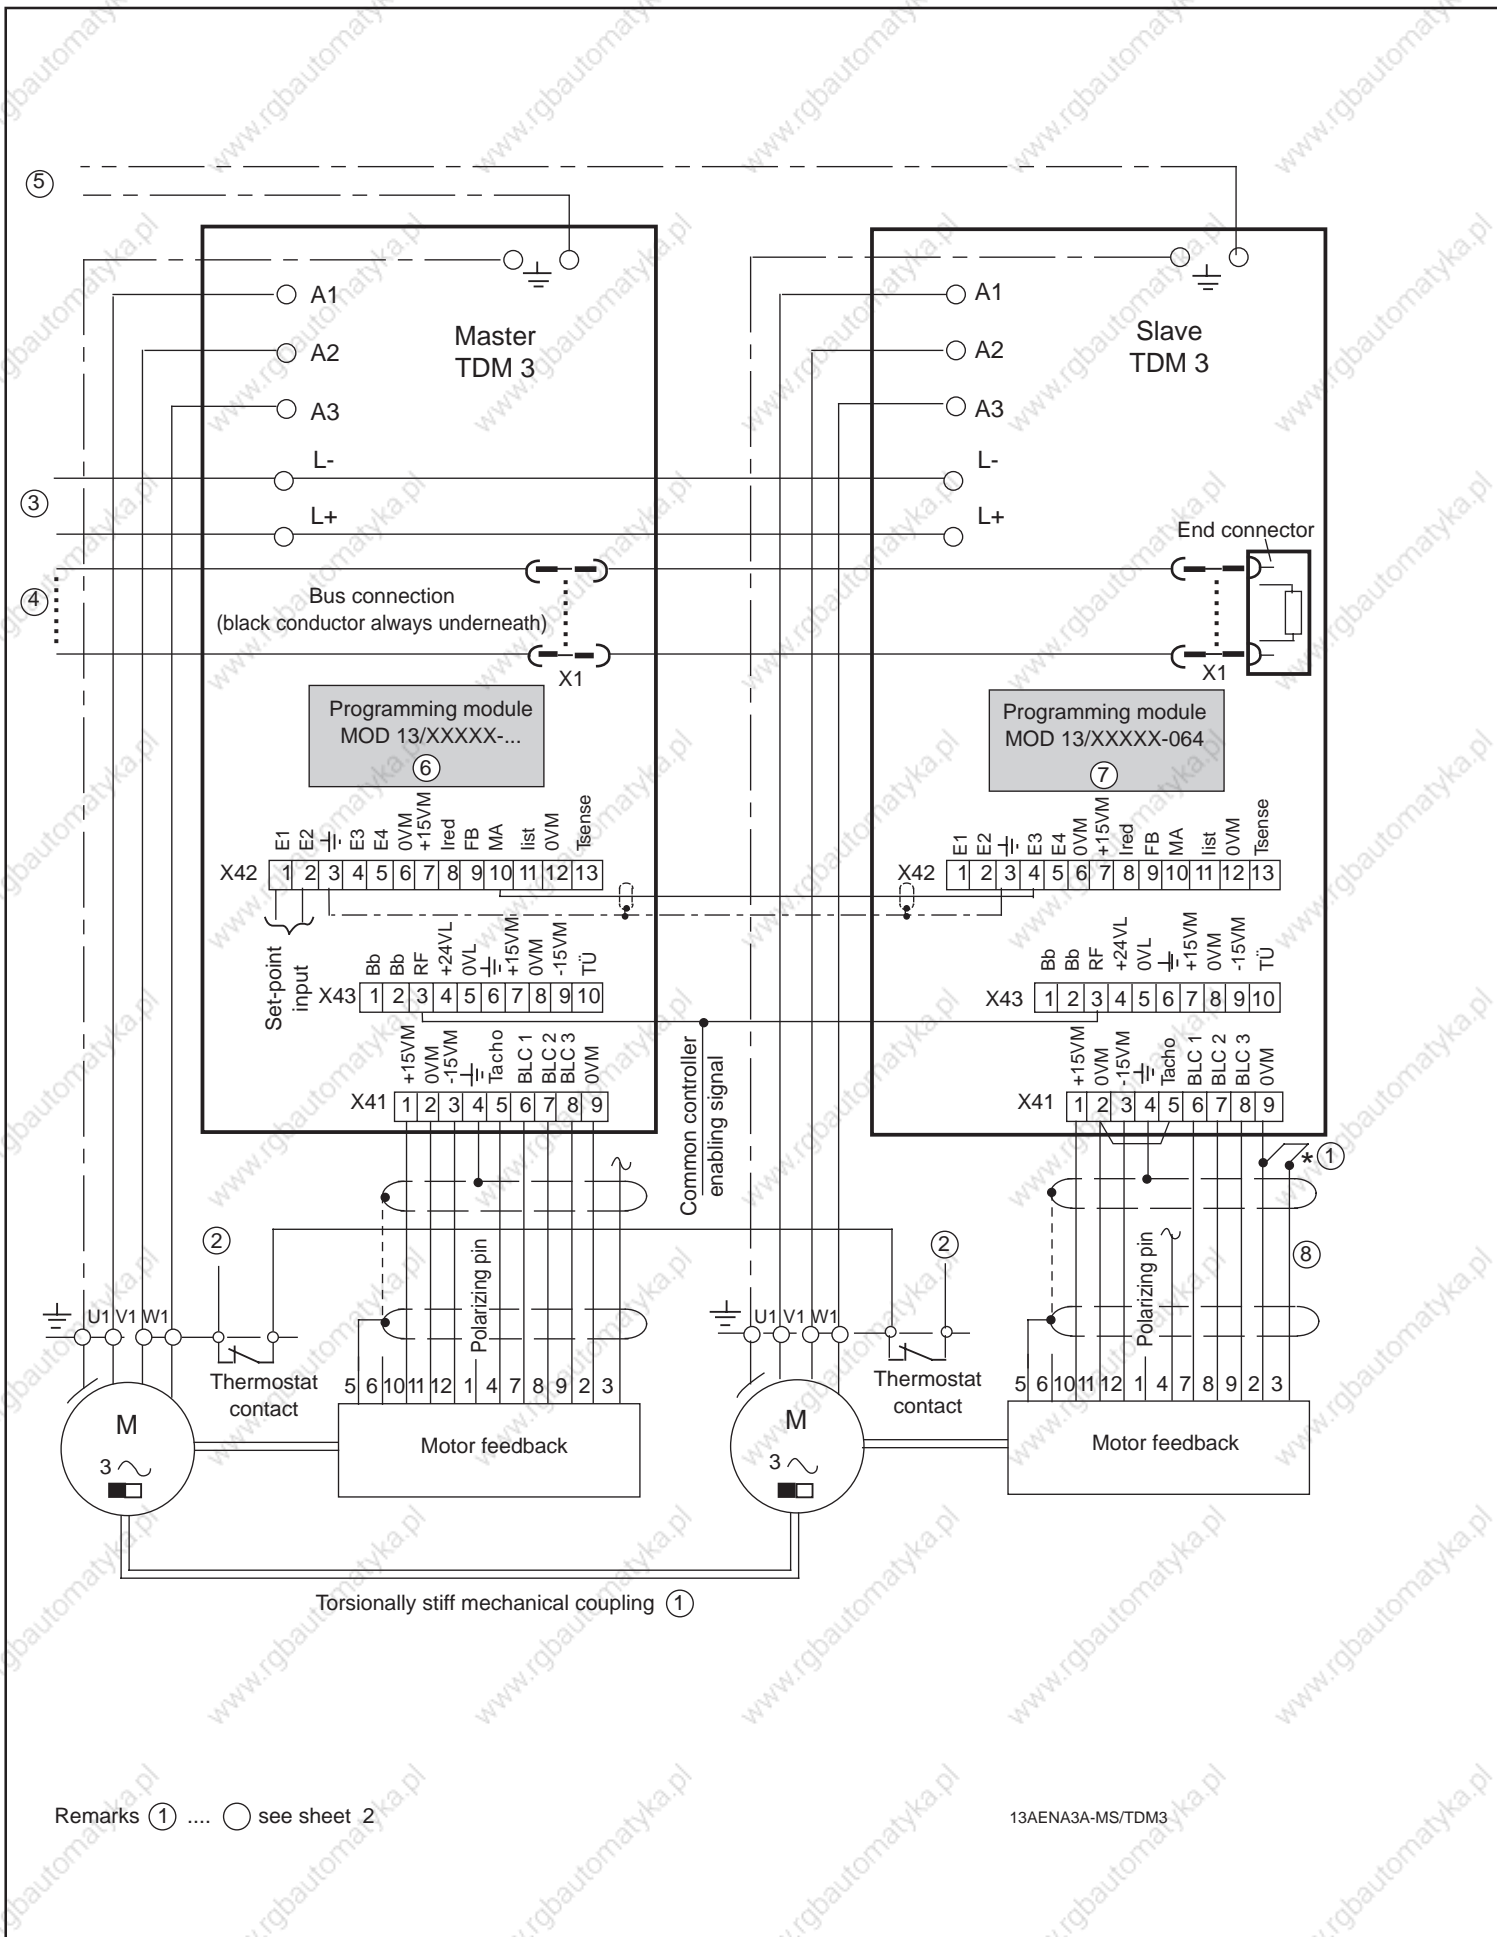 5
A1
A2
A3
L-
L+
Master
TDM 3
A1
A2
A3
L-
L+
Slave
TDM 3
3
4
End connector
Bus connection
(black conductor always underneath)
X1
X1
Programming module
MOD 13/XXXXX-...
6
Programming module
MOD 13/XXXXX-064
7
E1 E2 E3 E4 0VM +15VM Ired FB MA Iist 0VM Tsense
X42 1 2 3 4 5 6 7 8 9 10 11 12 13
E1 E2 E3 E4 0VM +15VM Ired FB MA Iist 0VM Tsense
X42 1 2 3 4 5 6 7 8 9 10 11 12 13
Set-point
input
Bb Bb RF +24VL 0VL +15VM 0VM -15VM TÜ
X43 1 2 3 4 5 6 7 8 9 10
Bb Bb RF +24VL 0VL +15VM 0VM -15VM TÜ
X43 1 2 3 4 5 6 7 8 9 10
+15VM 0VM -15VM Tacho BLC 1 BLC 2 BLC 3 0VM
X41 1 2 3 4 5 6 7 8 9
Common controller
enabling signal
+15VM 0VM -15VM Tacho BLC 1 BLC 2 BLC 3 0VM
X41 1 2 3 4 5 6 7 8 9
* 1
2
Polarizing pin
2
Polarizing pin
8
U1 V1 W1
U1 V1 W1
Thermostat
contact
5 6 10 11 12 1 4 7 8 9 2 3
Thermostat
contact
5 6 10 11 12 1 4 7 8 9 2 3
M
3
Motor feedback
M
3
Motor feedback
Torsionally stiff mechanical coupling 1
Remarks 1 .... see sheet 2
13AENA3A-MS/TDM3
www.rgbautomatyka.pl